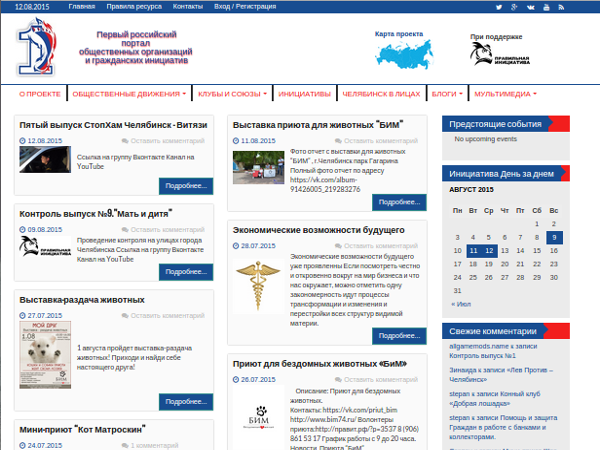 12.08.2015 Главная Правила ресурса Контакты Вход / Регистрация
Первый российский
портал
общественных организаций
и гражданских инициатив
Карта проекта
При поддержке
ПРАВИЛЬНАЯ
ИНИЦИАТИВА
О ПРОЕКТЕ ОБЩЕСТВЕННЫЕ ДВИЖЕНИЯ КЛУБЫ И СОЮЗЫ ИНИЦИАТИВЫ ЧЕЛЯБИНСК В ЛИЦАХ БЛОГИ МУЛЬТИМЕДИА
Пятый выпуск СтопХам Челябинск - Витязи
12.08.2015 Оставить комментарий
Ссылка на группу Вконтакте Канал на
YouTube
Подробнее...
Контроль выпуск №9."Мать и дитя"
09.08.2015 Оставить комментарий
ПРАВИЛЬНАЯ
ИНИЦИАТИВА
Проведение контроля на улицах города
Челябинска Ссылка на группу Вконтакте
Канал на YouTube
Подробнее...
Выставка-раздача животных
27.07.2015 Оставить комментарий
МОЙ ДРУГ
1.08
1 августа пройдет выставка-раздача
животных! Приходи и найди себе
настоящего друга!
Подробнее...
Мини-приют "Кот Матроскин"
24.07.2015 1 комментарий
Выставка приюта для животных "БИМ"
11.08.2015 Оставить комментарий
Фото отчет с выставки для животных
"БИМ" , г.Челябинск парк Гагарина
Полный фото отчет по адресу
https://vk.com/album-
91426005_219283276
Подробнее...
Экономические возможности будущего
28.07.2015 Оставить комментарий
Экономические возможности будущего
уже проявленны Если посмотреть честно
и откровенно вокруг на мир бизнеса и что
нас окружает, можно отметить одну
закономерность идут процессы
трансформации и изменения и
перестройки всех структур видимой
материи.
Подробнее...
Приют для бездомных животных «БиМ»
26.07.2015 Оставить комментарий
БИМ
Описание: Приют для бездомных
животных.
Контакты: https://vk.com/priut_bim
http://www.bim74.ru/ Волонтеры
приюта:http://правит.рф/?p=3537 8 (906)
861 53 17 График работы с 9 до 20 часа.
Новости: Приюта "БиМ"
Предстоящие события
No upcoming events
Инициатива День за днем
АВГУСТ 2015
Пн Вт Ср Чт Пт Сб Вс
1 2
3 4 5 6 7 8 9
10 11 12 13 14 15 16
17 18 19 20 21 22 23
24 25 26 27 28 29 30
31
« Июл
Свежие комментарии
allgamemods.name к записи
Контроль выпуск №1
Зинаида к записи «Лев Против –
Челябинск»
stepan к записи Конный клуб
«Добрая лошадка»
stepan к записи Помощь и защита
Граждан в работе с банками и
коллекторами.